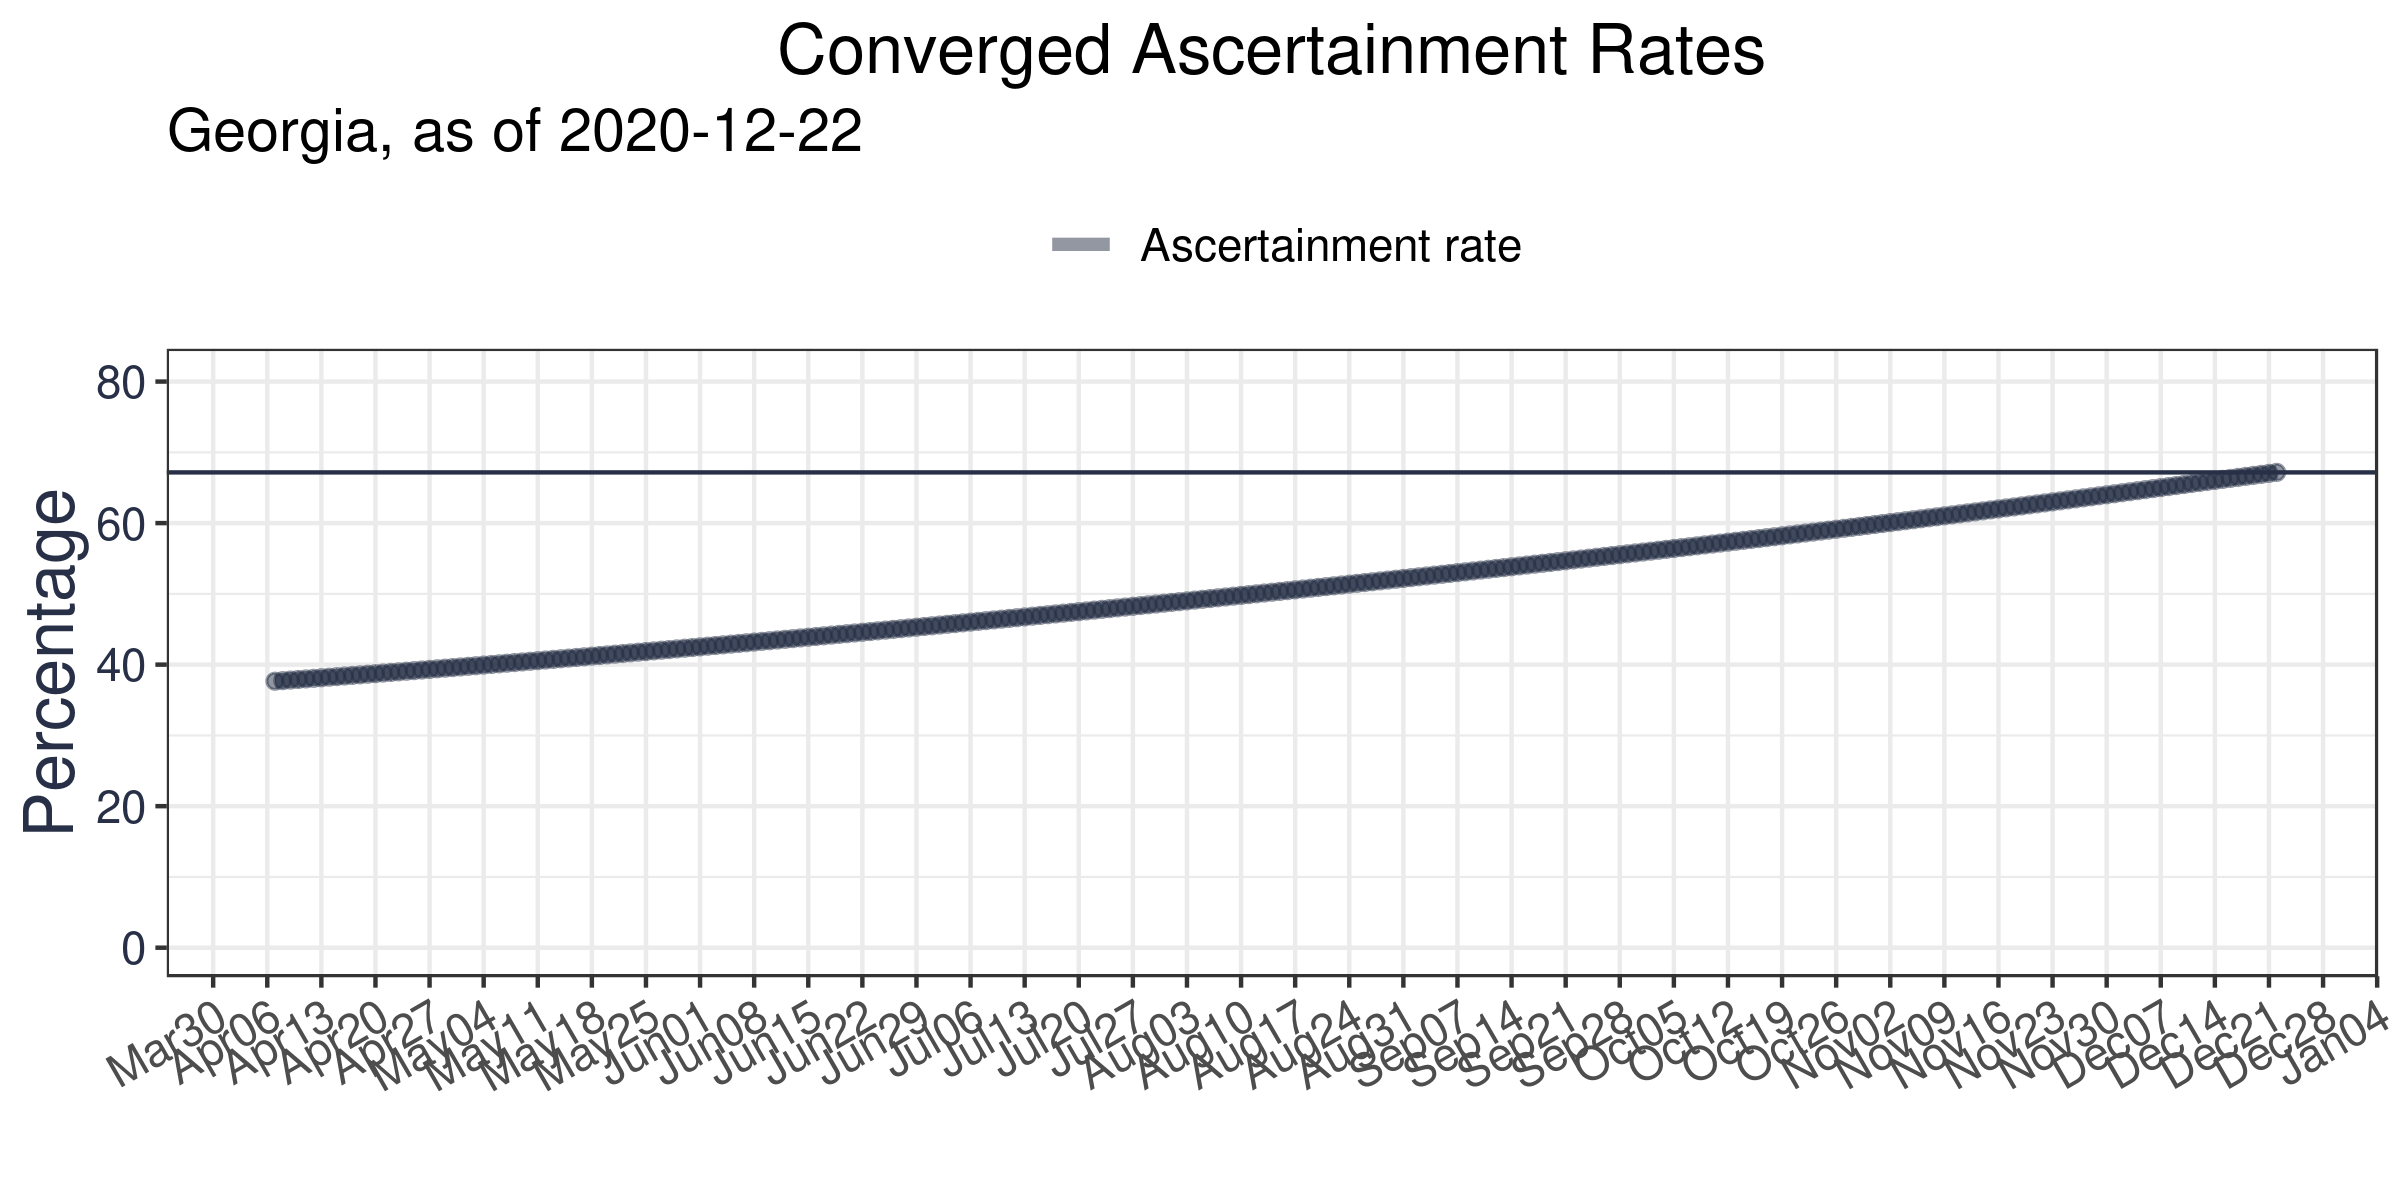 Converged Ascertainment Rates
Georgia, as of 2020-12-22
Ascertainment rate
Percentage
80
60
40
20
0
Mar30 Apr06 Apr13 Apr20 Apr27 May04 May11 May18 May25 Jun01 Jun08 Jun15 Jun22 Jun29 Jul06 Jul13 Jul20 Jul27 Aug03 Aug10 Aug17 Aug24 Aug31 Sep07 Sep14 Sep21 Sep28 Oct05 Oct12 Oct19 Oct26 Nov02 Nov09 Nov16 Nov23 Nov30 Dec07 Dec14 Dec21 Dec28 Jan04